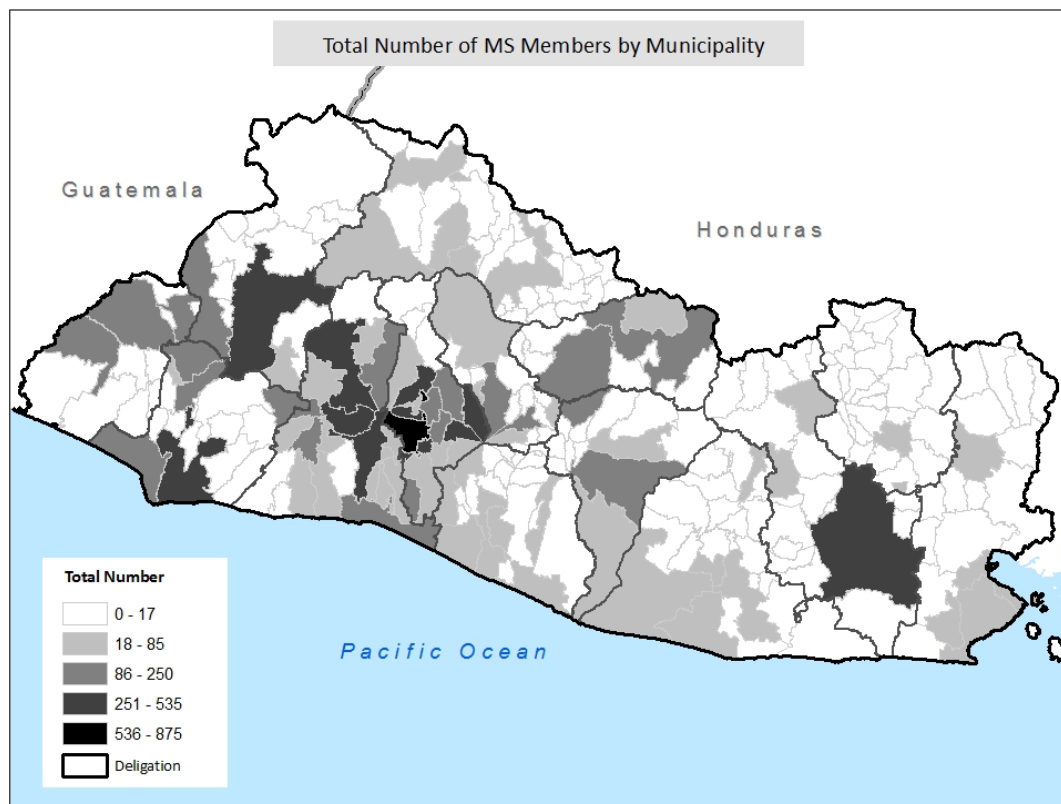 Total Number of MS Members by Municipality
Guatemala
Honduras
Pacific Ocean
Total Number
0 - 17
18 - 85
86 - 250
251 - 535
536 - 875
Deligation